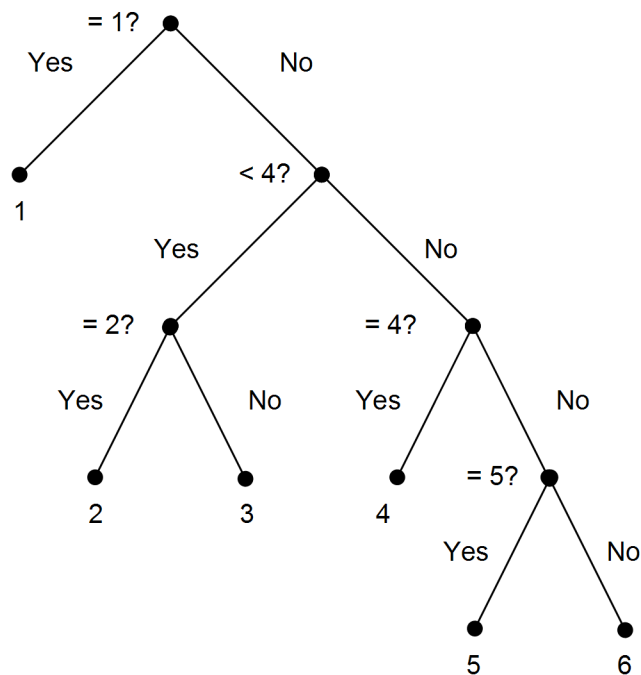 = 1?
Yes No
< 4?
1
Yes No
= 2? = 4?
Yes No Yes No
= 5?
2 3 4
Yes No
5 6